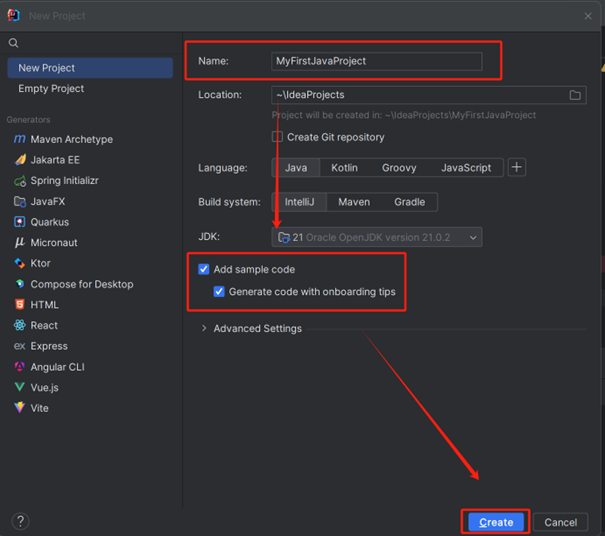 New Project
New Project
Empty Project
Generators
Maven Archetype
Jakarta EE
Spring Initializr
JavaFX
Quarkus
Micronaut
Ktor
Compose for Desktop
HTML
React
ex Express
Angular CLI
Vue.js
Vite
?
Name: MyFirstJavaProject
Location: ~\IdeaProjects
Project will be created in: ~\IdeaProjects\MyFirstJavaProject
Create Git repository
Language: Java Kotlin Groovy JavaScript +
Build system: IntelliJ Maven Gradle
JDK: 21 Oracle OpenJDK version 21.0.2
Add sample code
Generate code with onboarding tips
Advanced Settings
Create Cancel